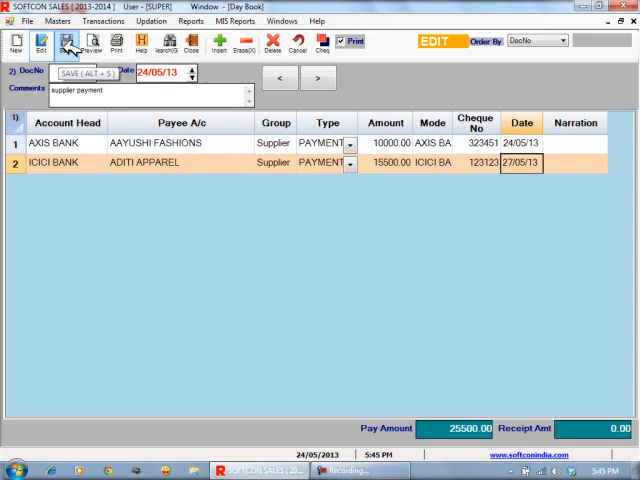 SOFTCON SALES [ 2013-2014 ] User - [SUPER] Window - [Day Book]
File Masters Transactions Updation Reports MIS Reports Windows Help
New Edit Preview Print Help Search(G Close Insert Erase(X) Delete Cancel Cheq Print EDIT Order By DocNo
2) DocNo SAVE ( ALT + S ) Date 24/05/13 < >
Comments supplier payment
1) Account Head Payee A/c Group Type Amount Mode Cheque No Date Narration
1 AXIS BANK AAYUSHI FASHIONS Supplier PAYMENT 10000.00 AXIS BA 323451 24/05/13
2 ICICI BANK ADITI APPAREL Supplier PAYMENT 15500.00 ICICI BA 123123 27/05/13
Pay Amount 25500.00 Receipt Amt 0.00
24/05/2013 5:45 PM www.softconindia.com
SOFTCON SALES [ 20... Recording... 5:45 PM